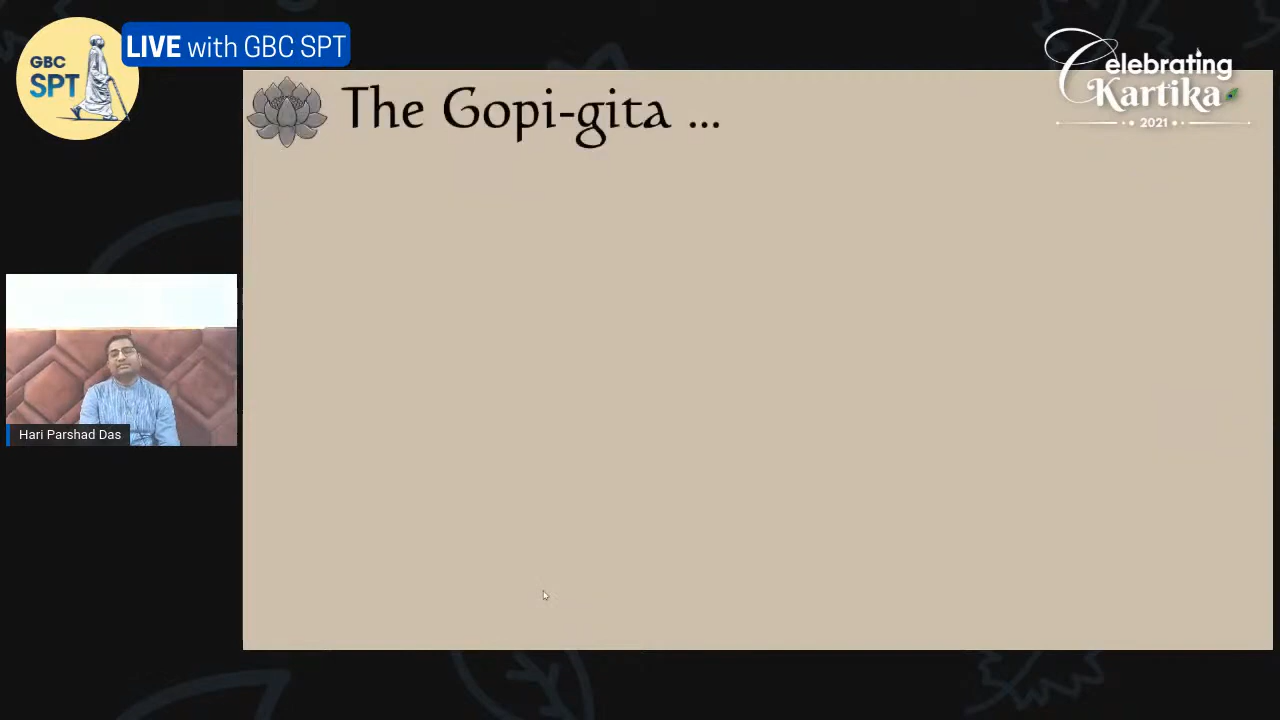 GBC
SPT
LIVE with GBC SPT
Celebrating
Kartika
2021
The Gopi-gita ...
Hari Parshad Das